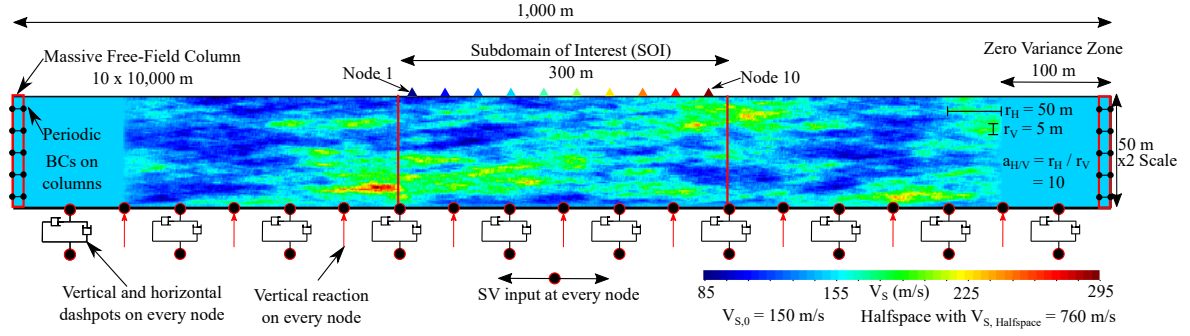 1,000 m
Massive Free-Field Column
10 x 10,000 m
Subdomain of Interest (SOI)
300 m
Node 1
Node 10
Zero Variance Zone
100 m
Periodic
BCs on
columns
r_H = 50 m
r_V = 5 m
a_H/V = r_H / r_V
= 10
50 m
x2 Scale
Vertical and horizontal
dashpots on every node
Vertical reaction
on every node
SV input at every node
85 155 V_S (m/s) 225 295
V_S,0 = 150 m/s Halfspace with V_S, Halfspace = 760 m/s